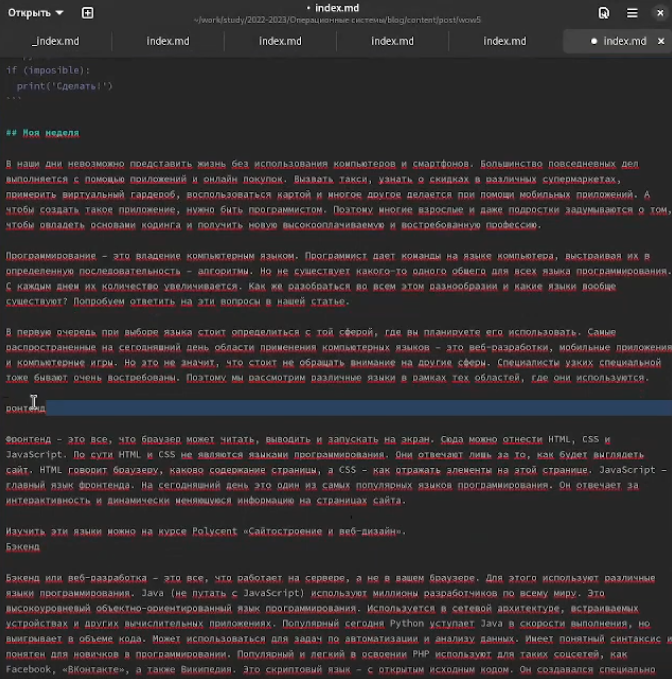 Открыть
• index.md
~/work/study/2022-2023/Операционные системы/blog/content/post/wow5
_index.md
index.md
index.md
index.md
index.md
• index.md
if (imposible):
print('Сделать!')
```
## Моя неделя
В наши дни невозможно представить жизнь без использования компьютеров и смартфонов. Большинство повседневных дел
выполняется с помощью приложений и онлайн покупок. Вызвать такси, узнать о скидках в различных супермаркетах,
примерить виртуальный гардероб, воспользоваться картой и многое другое делается при помощи мобильных приложений. А
чтобы создать такое приложение, нужно быть программистом. Поэтому многие взрослые и даже подростки задумываются о том,
чтобы овладеть основами кодинга и получить новую высокооплачиваемую и востребованную профессию.
Программирование – это владение компьютерным языком. Программист дает команды на языке компьютера, выстраивая их в
определенную последовательность – алгоритмы. Но не существует какого-то одного общего для всех языка программирования.
С каждым днем их количество увеличивается. Как же разобраться во всем этом разнообразии и какие языки вообще
существуют? Попробуем ответить на эти вопросы в нашей статье.
В первую очередь при выборе языка стоит определиться с той сферой, где вы планируете его использовать. Самые
распространенные на сегодняшний день области применения компьютерных языков – это веб-разработки, мобильные приложения
и компьютерные игры. Но это не значит, что стоит не обращать внимание на другие сферы. Специалисты узких специальной
тоже бывают очень востребованы. Поэтому мы рассмотрим различные языки в рамках тех областей, где они используются.
ронтенд
Фронтенд – это все, что браузер может читать, выводить и запускать на экран. Сюда можно отнести HTML, CSS и
JavaScript. По сути HTML и CSS не являются языками программирования. Они отвечают лишь за то, как будет выглядеть
сайт. HTML говорит браузеру, каково содержание страницы, а CSS – как отражать элементы на этой странице. JavaScript –
главный язык фронтенда. На сегодняшний день это один из самых популярных языков программирования. Он отвечает за
интерактивность и динамически меняющуюся информацию на страницах сайта.
Изучить эти языки можно на курсе Polycent «Сайтостроение и веб-дизайн».
Бэкенд
Бэкенд или веб-разработка – это все, что работает на сервере, а не в вашем браузере. Для этого используют различные
языки программирования. Java (не путать с JavaScript) используют миллионы разработчиков по всему миру. Это
высокоуровневый объектно-ориентированный язык программирования. Используется в сетевой архитектуре, встраиваемых
устройствах и других вычислительных приложениях. Популярный сегодня Python уступает Java в скорости выполнения, но
выигрывает в объеме кода. Может использоваться для задач по автоматизации и анализу данных. Имеет понятный синтаксис и
понятен для новичков в программировании. Популярный и легкий в освоении PHP используют для таких соцсетей, как
Facebook, «ВКонтакте», а также Википедия. Это скриптовый язык – с открытым исходным кодом. Он создавался специально